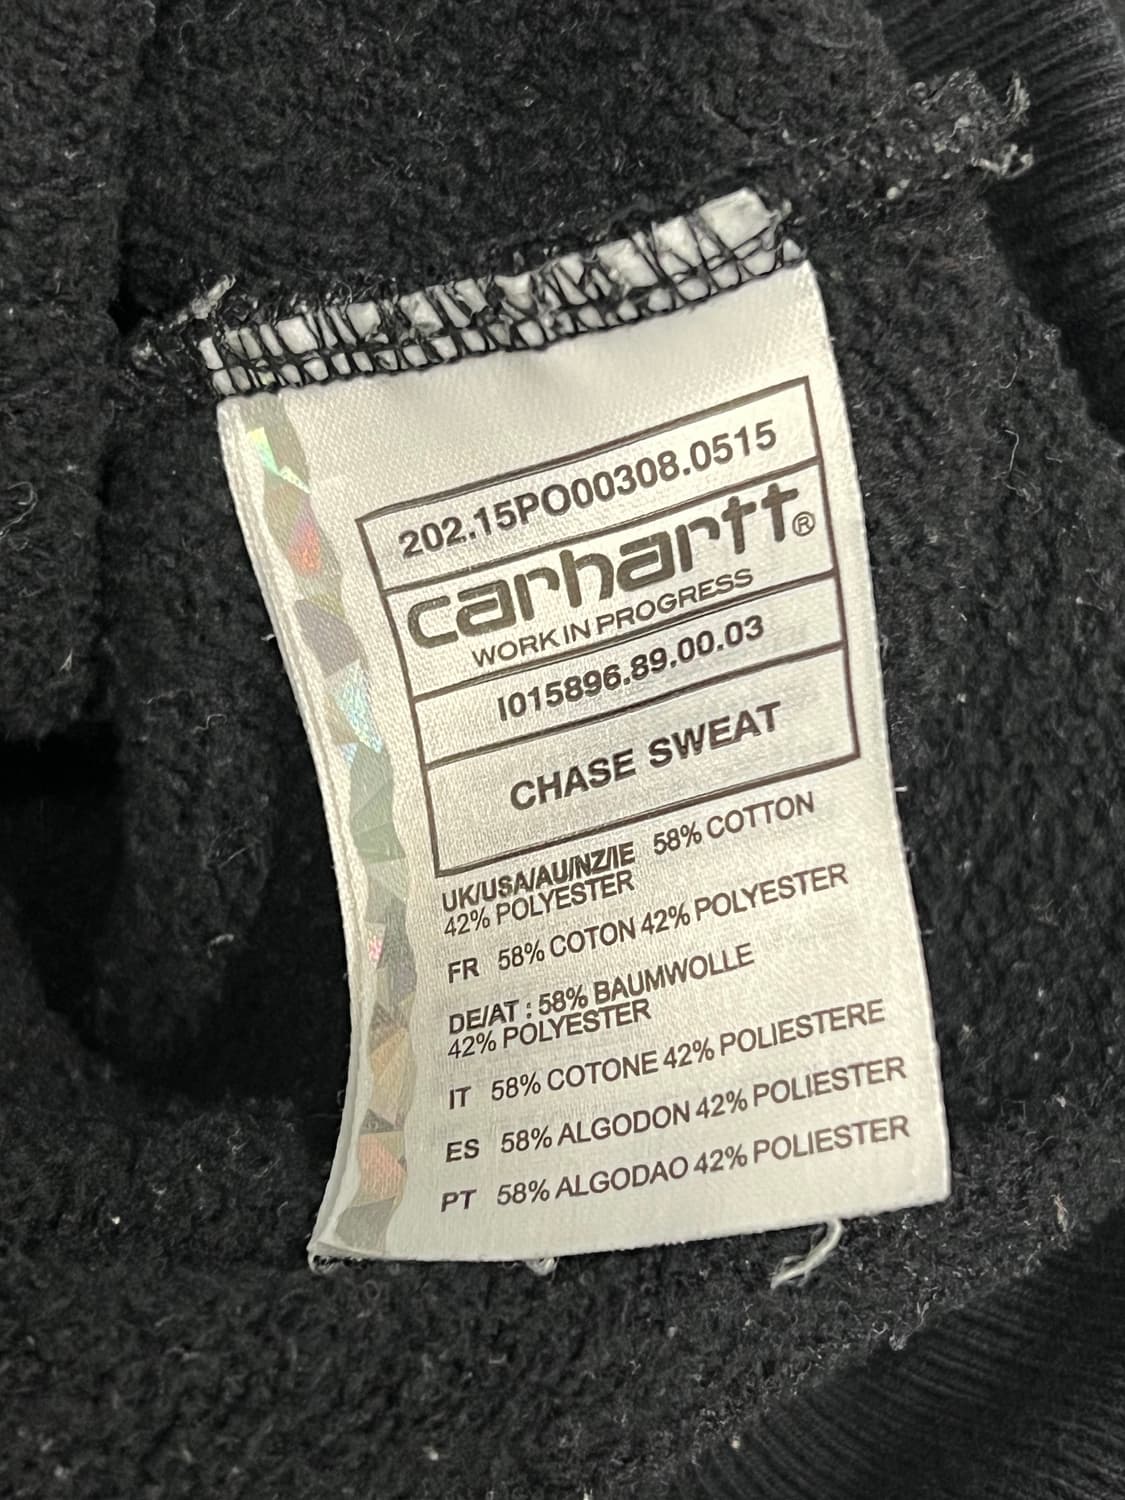 202.15PO00308.0515
carhartt®
WORK IN PROGRESS
I015896.89.00.03
CHASE SWEAT
UK/USA/AU/NZ/IE 58% COTTON
42% POLYESTER
FR 58% COTON 42% POLYESTER
DE/AT : 58% BAUMWOLLE
42% POLYESTER
IT 58% COTONE 42% POLIESTERE
ES 58% ALGODON 42% POLIESTER
PT 58% ALGODAO 42% POLIESTER